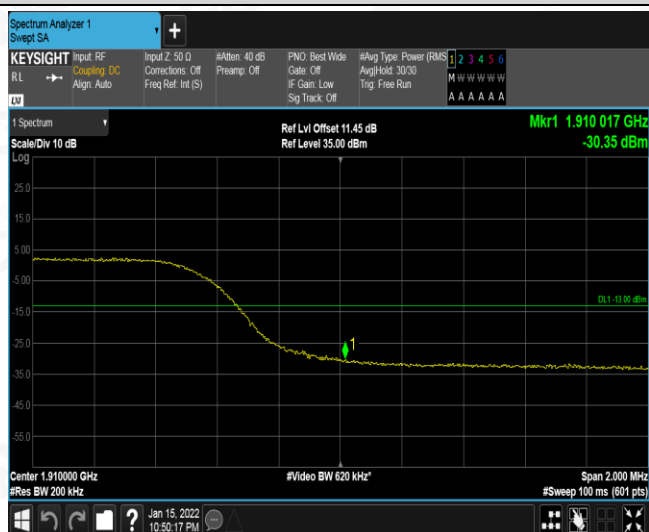 Spectrum Analyzer 1
Swept SA
+
KEYSIGHT Input: RF Input Z: 50 Ω #Atten: 40 dB PNO: Best Wide #Avg Type: Power (RMS 1 2 3 4 5 6
RL Coupling: DC Corrections: Off Preamp: Off Gate: Off Avg|Hold: 30/30 M W W W W W
Align: Auto Freq Ref: Int (S) IF Gain: Low Trig: Free Run
Sig Track: Off A A A A A A
LXI
1 Spectrum Ref Lvl Offset 11.45 dB Mkr1 1.910 017 GHz
Scale/Div 10 dB Ref Level 35.00 dBm -30.35 dBm
Log
25.0
15.0
5.00
-5.00
DL1 -13.00 dBm
-15.0
-25.0
1
-35.0
-45.0
-55.0
Center 1.910000 GHz #Video BW 620 kHz* Span 2.000 MHz
#Res BW 200 kHz #Sweep 100 ms (601 pts)
? Jan 15, 2022
10:50:17 PM